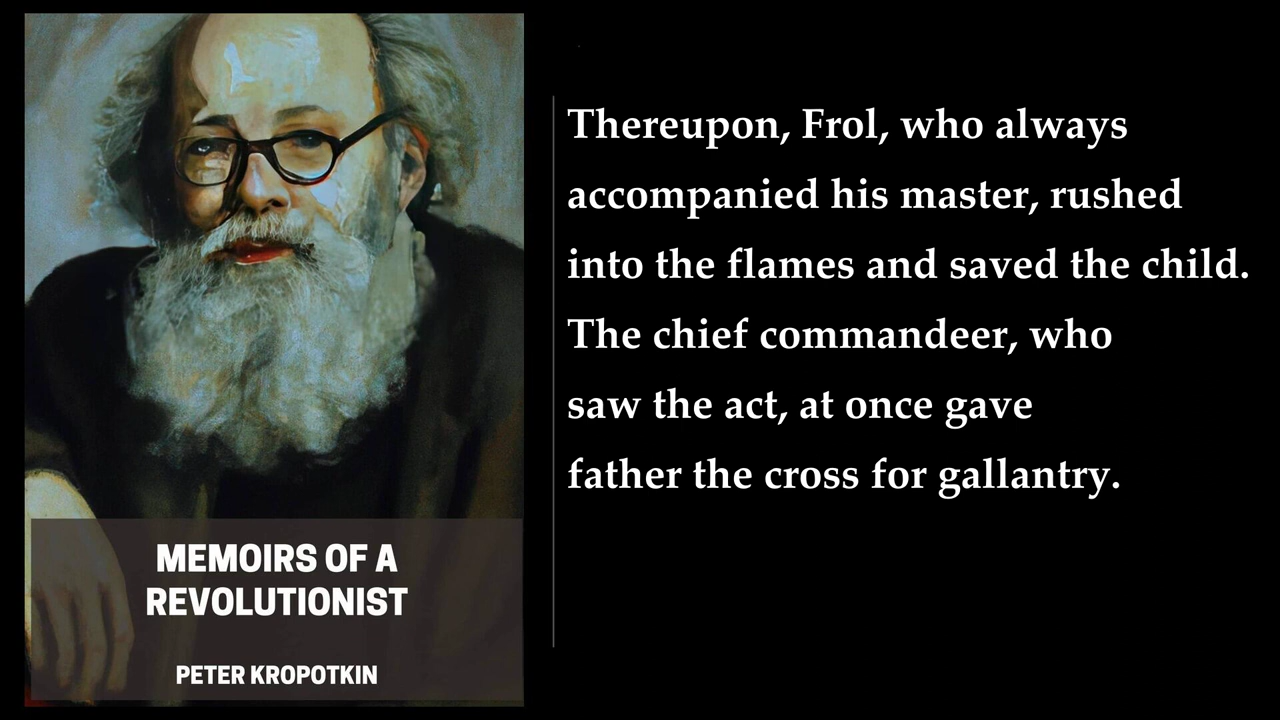 MEMOIRS OF A
REVOLUTIONIST
PETER KROPOTKIN
Thereupon, Frol, who always
accompanied his master, rushed
into the flames and saved the child.
The chief commandeer, who
saw the act, at once gave
father the cross for gallantry.